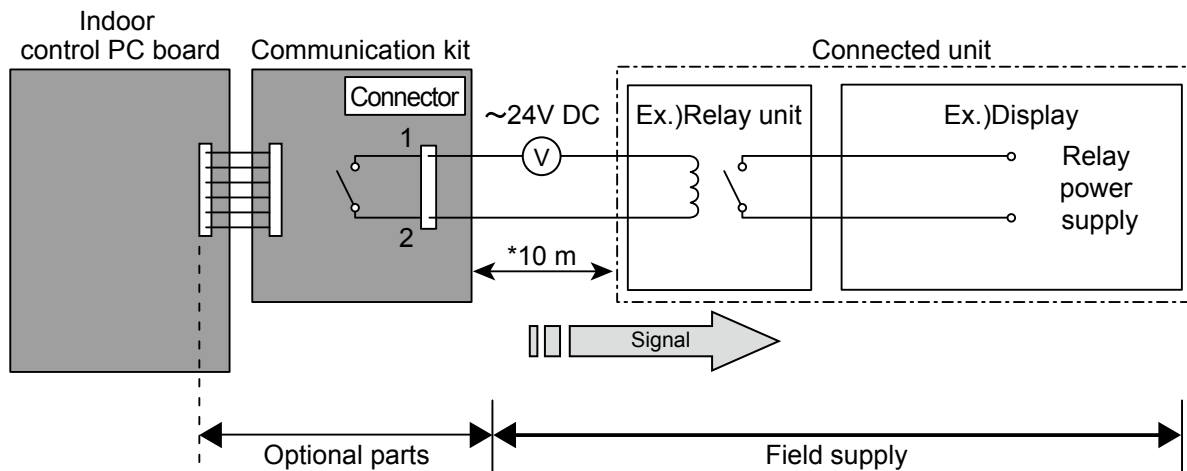 Indoor
control PC board
Communication kit
Connected unit
Connector
1
2
～24V DC
V
*10 m
Ex.)Relay unit
Ex.)Display
Relay
power
supply
Signal
Optional parts
Field supply